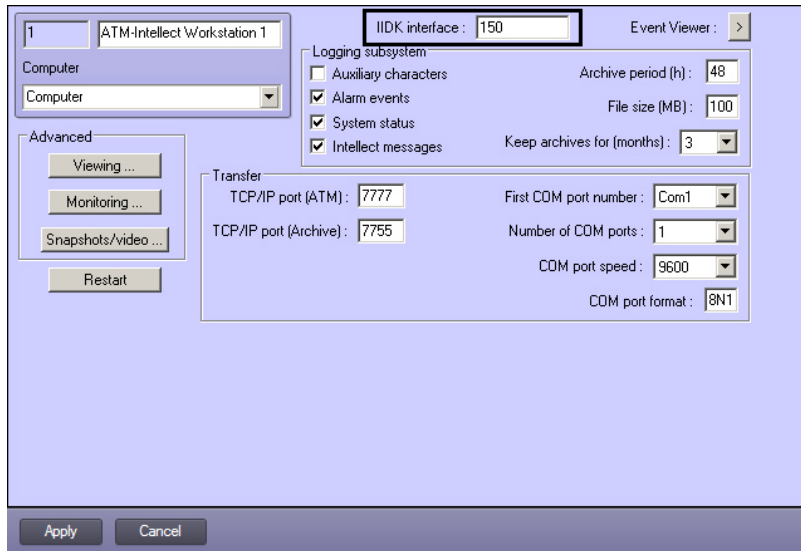 1 ATM-Intellect Workstation 1
Computer
Computer
IIDK interface : 150
Event Viewer : >
Logging subsystem
Auxiliary characters
Alarm events
System status
Intellect messages
Archive period (h) : 48
File size (MB) : 100
Keep archives for (months) : 3
Advanced
Viewing ...
Monitoring ...
Snapshots/video ...
Restart
Transfer
TCP/IP port (ATM) : 7777
TCP/IP port (Archive) : 7755
First COM port number : Com1
Number of COM ports : 1
COM port speed : 9600
COM port format : 8N1
Apply Cancel